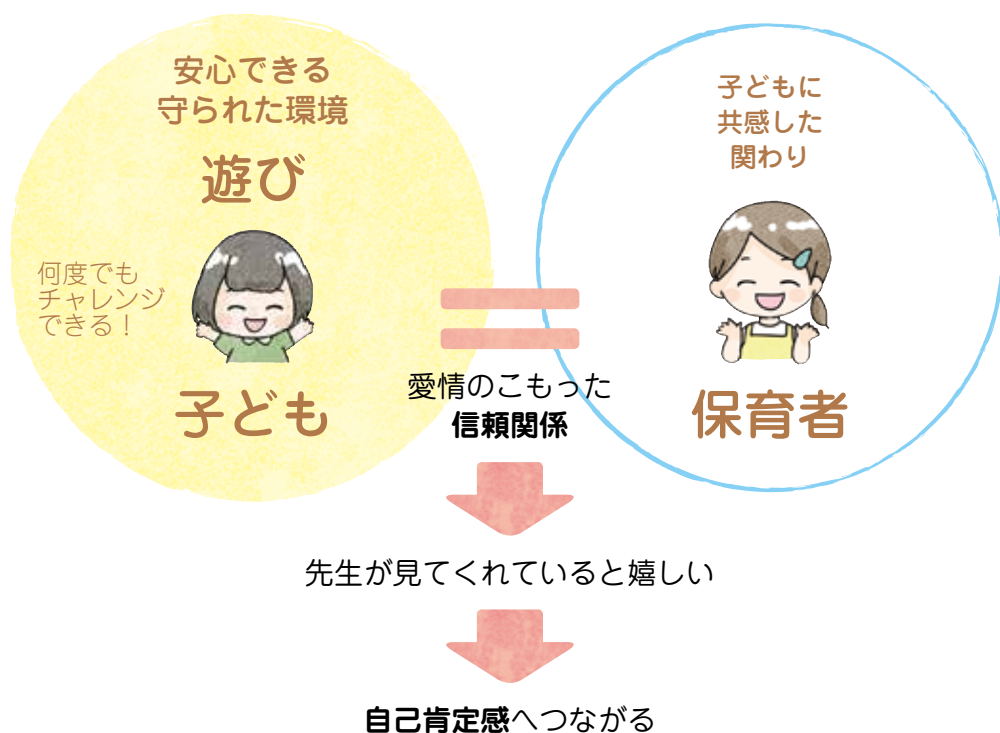 安心できる
守られた環境
遊び
何度でも
チャレンジ
できる！
子ども
子どもに
共感した
関わり
保育者
愛情のこもった
信頼関係
先生が見てくれていると嬉しい
自己肯定感へつながる